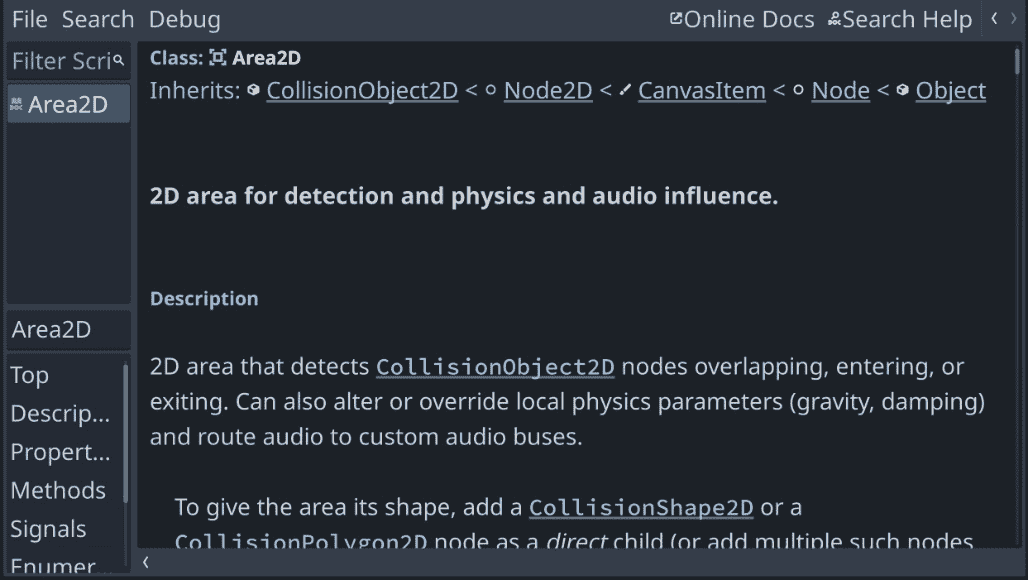 File Search Debug Online Docs Search Help
Filter Scri
Area2D
Area2D
Top
Descrip...
Propert...
Methods
Signals
Enumer...
Class: Area2D
Inherits: CollisionObject2D < Node2D < CanvasItem < Node < Object
2D area for detection and physics and audio influence.
Description
2D area that detects CollisionObject2D nodes overlapping, entering, or
exiting. Can also alter or override local physics parameters (gravity, damping)
and route audio to custom audio buses.
To give the area its shape, add a CollisionShape2D or a
CollisionPolygon2D node as a direct child (or add multiple such nodes